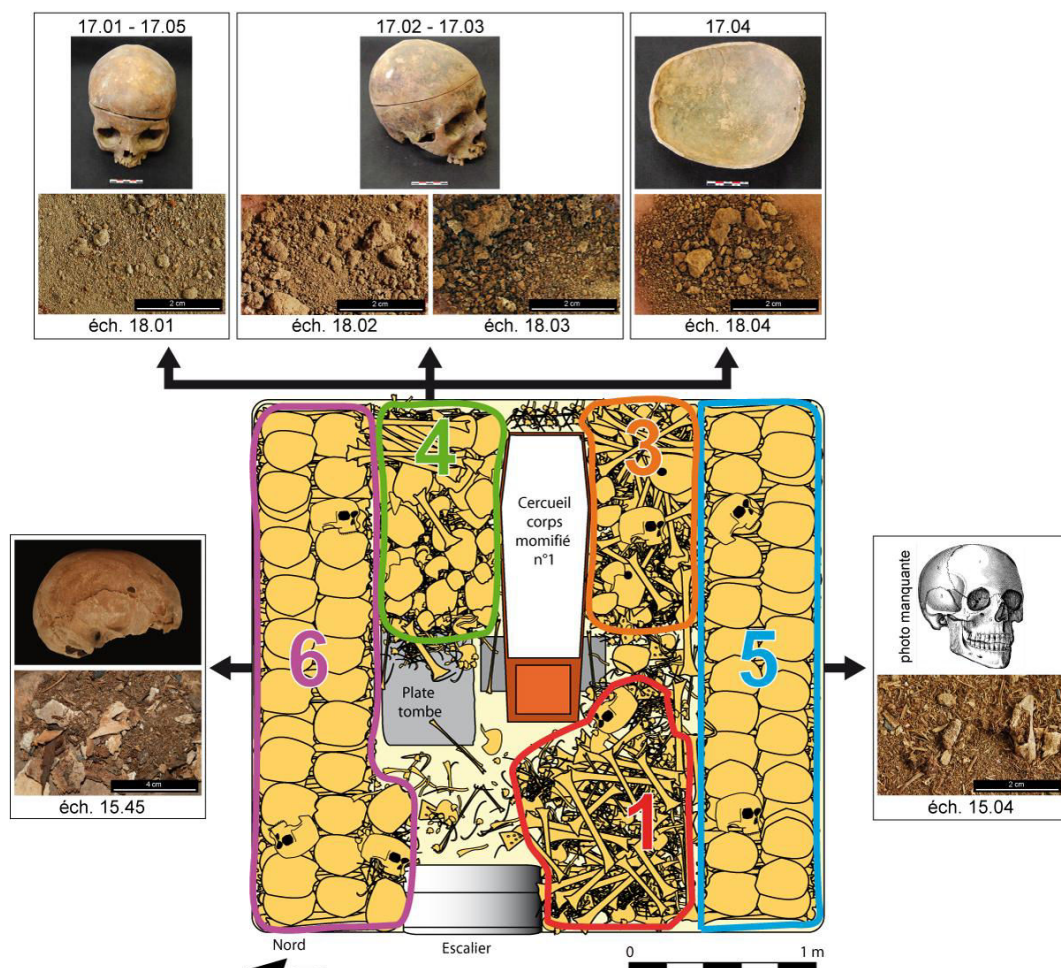 17.01 - 17.05
17.02 - 17.03
17.04
2 cm
2 cm
2 cm
2 cm
éch. 18.01
éch. 18.02
éch. 18.03
éch. 18.04
4
3
Cercueil
corps
momifié
n°1
6
5
Plate
tombe
1
4 cm
éch. 15.45
photo manquante
2 cm
éch. 15.04
Nord
Escalier
0
1 m